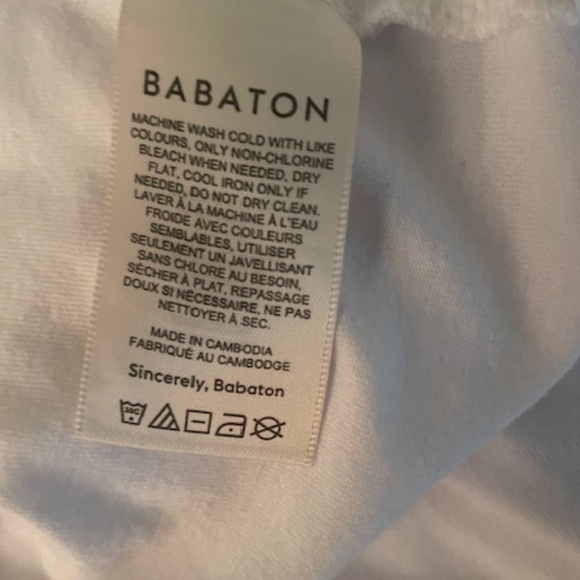 BABATON
MACHINE WASH COLD WITH LIKE
COLOURS, ONLY NON-CHLORINE
BLEACH WHEN NEEDED, DRY
FLAT, COOL IRON ONLY IF
NEEDED, DO NOT DRY CLEAN.
LAVER À LA MACHINE À L'EAU
FROIDE AVEC COULEURS
SEMBLABLES, UTILISER
SEULEMENT UN JAVELLISANT
SANS CHLORE AU BESOIN,
SÉCHER À PLAT, REPASSAGE
DOUX SI NÉCESSAIRE, NE PAS
NETTOYER À SEC.
MADE IN CAMBODIA
FABRIQUÉ AU CAMBODGE
Sincerely, Babaton
30C